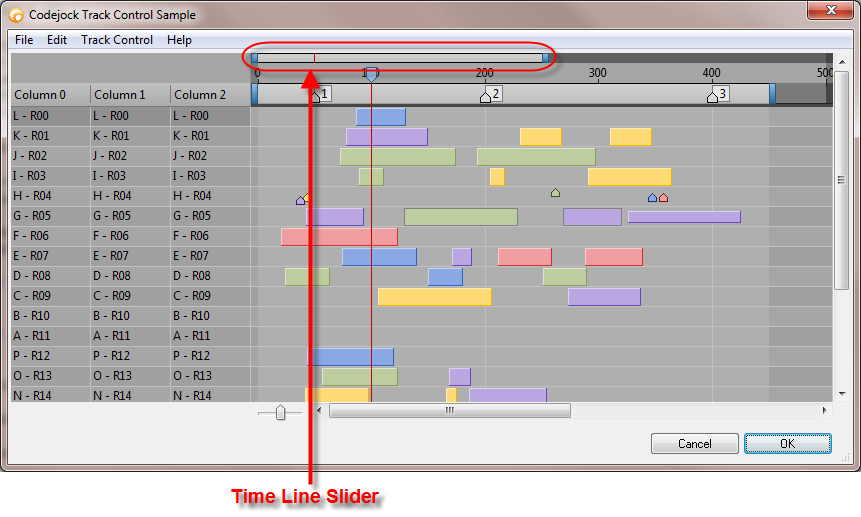 Codejock Track Control Sample
File Edit Track Control Help
0 100 200 300 400 500
Column 0 Column 1 Column 2 1 2 3
L - R00 L - R00 L - R00
K - R01 K - R01 K - R01
J - R02 J - R02 J - R02
I - R03 I - R03 I - R03
H - R04 H - R04 H - R04
G - R05 G - R05 G - R05
F - R06 F - R06 F - R06
E - R07 E - R07 E - R07
D - R08 D - R08 D - R08
C - R09 C - R09 C - R09
B - R10 B - R10 B - R10
A - R11 A - R11 A - R11
P - R12 P - R12 P - R12
O - R13 O - R13 O - R13
N - R14 N - R14 N - R14
Cancel OK
Time Line Slider